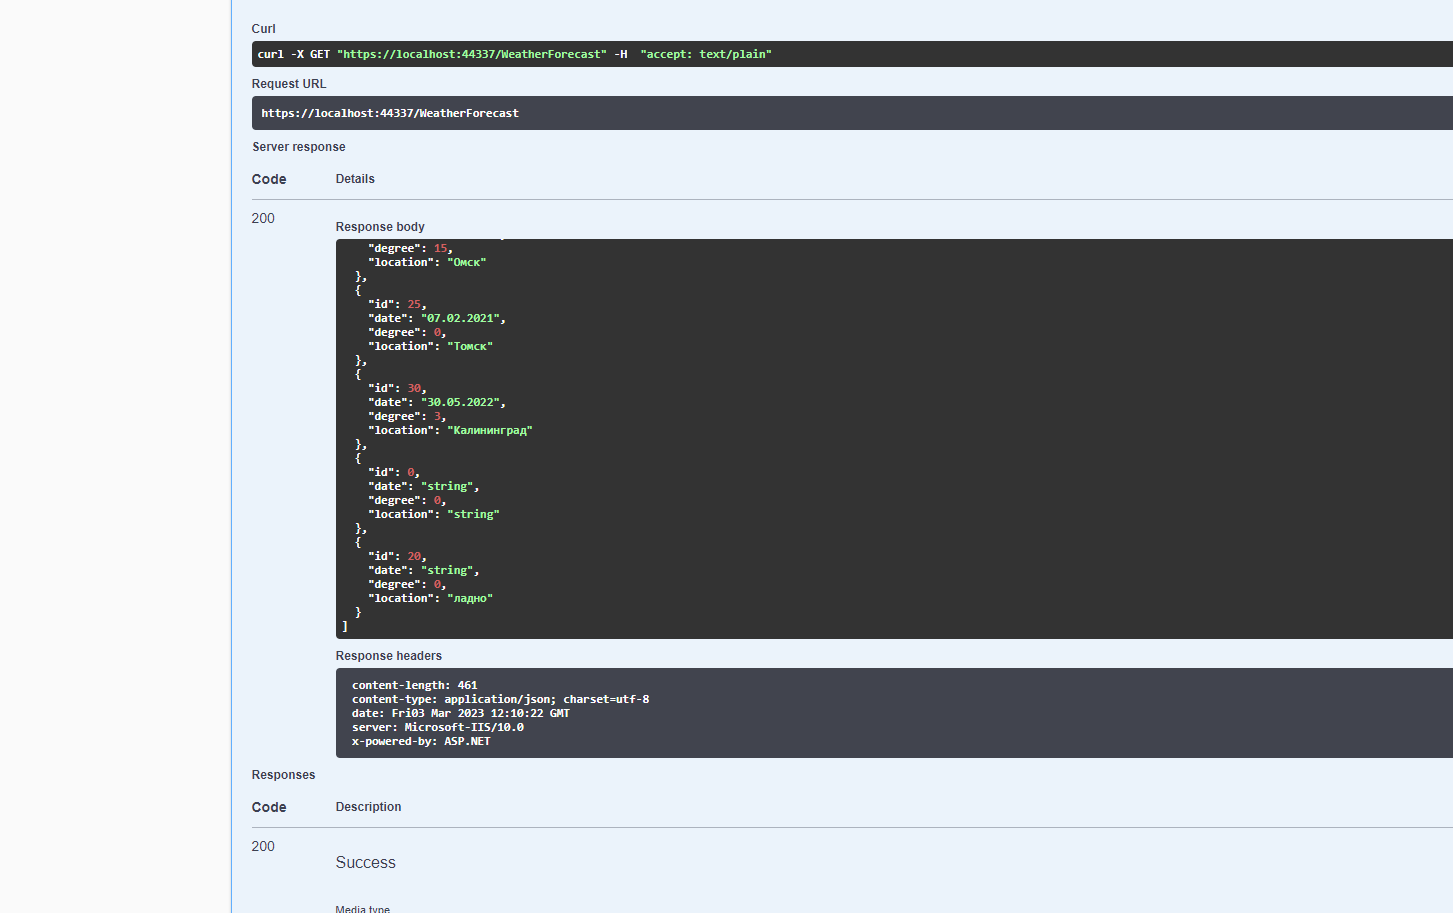 Curl
curl -X GET "https://localhost:44337/WeatherForecast" -H  "accept: text/plain"
Request URL
https://localhost:44337/WeatherForecast
Server response
Code Details
200
Response body
"degree": 15,
"location": "Омск"
},
{
"id": 25,
"date": "07.02.2021",
"degree": 0,
"location": "Томск"
},
{
"id": 30,
"date": "30.05.2022",
"degree": 3,
"location": "Калининград"
},
{
"id": 0,
"date": "string",
"degree": 0,
"location": "string"
},
{
"id": 20,
"date": "string",
"degree": 0,
"location": "ладно"
}
]
Response headers
content-length: 461
content-type: application/json; charset=utf-8
date: Fri03 Mar 2023 12:10:22 GMT
server: Microsoft-IIS/10.0
x-powered-by: ASP.NET
Responses
Code Description
200
Success
Media type